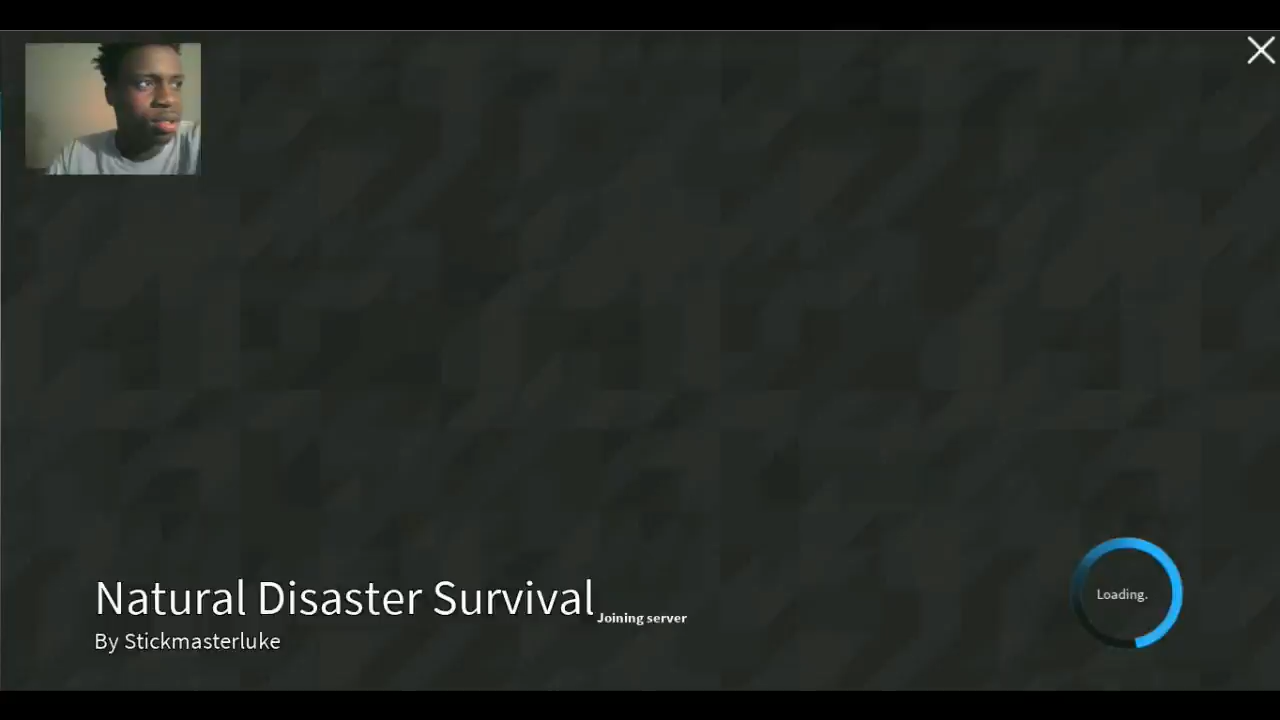 Natural Disaster Survival
Joining server
By Stickmasterluke
Loading.